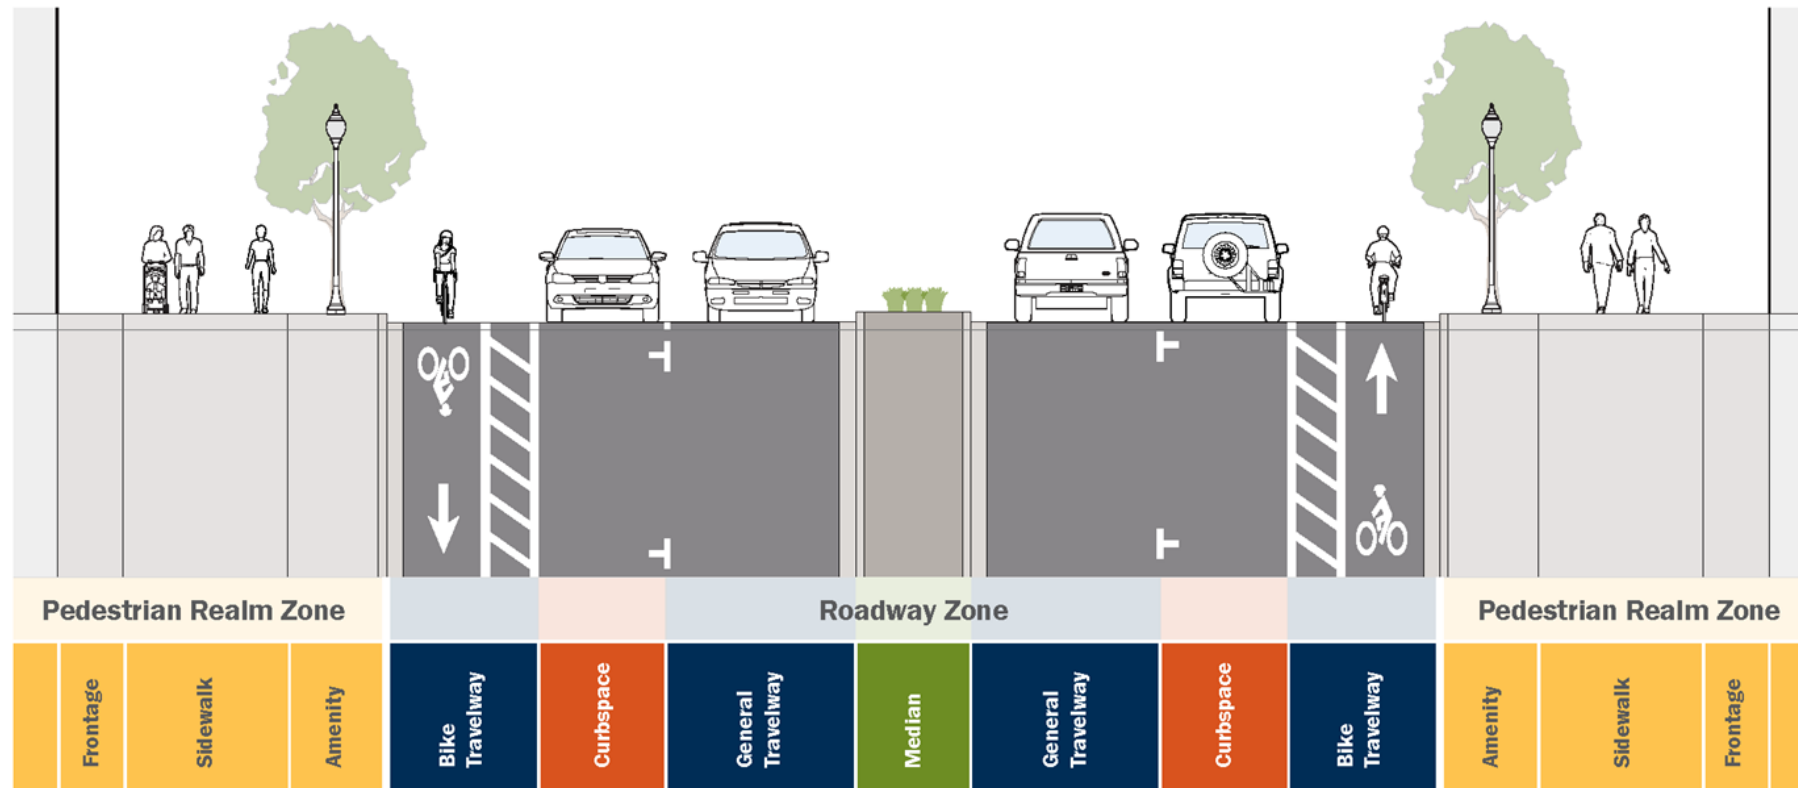 Pedestrian Realm Zone
Roadway Zone
Pedestrian Realm Zone
Frontage
Sidewalk
Amenity
Bike
Travelway
Curbspace
General
Travelway
Median
General
Travelway
Curbspace
Bike
Travelway
Amenity
Sidewalk
Frontage